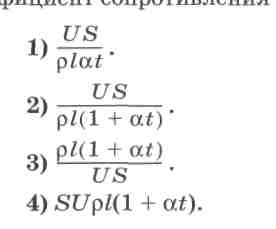 фициент сопротивления
1) US / ρlαt .
2) US / ρl(1 + αt) .
3) ρl(1 + αt) / US .
4) SUρl(1 + αt).